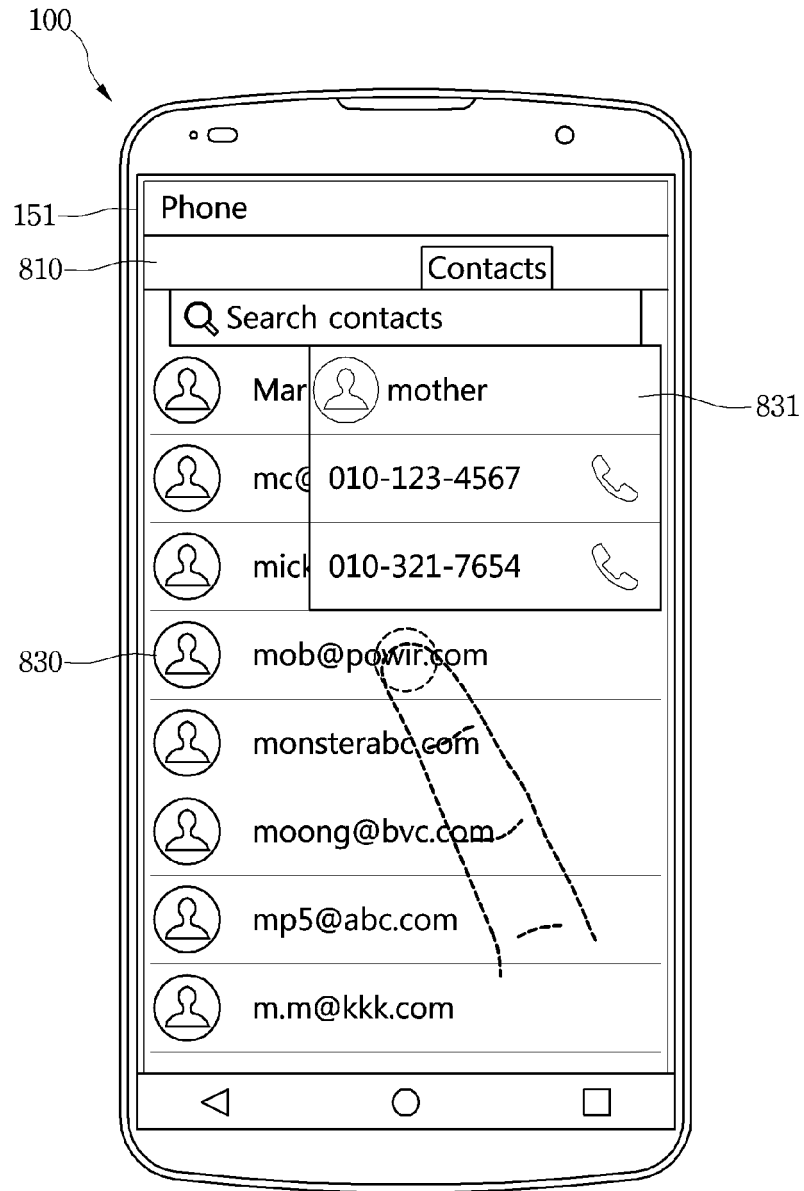 100
151
Phone
810
Contacts
Search contacts
Mar
mother
831
mc@
010-123-4567
mick
010-321-7654
830
mob@powir.com
monsterabc.com
moong@bvc.com
mp5@abc.com
m.m@kkk.com